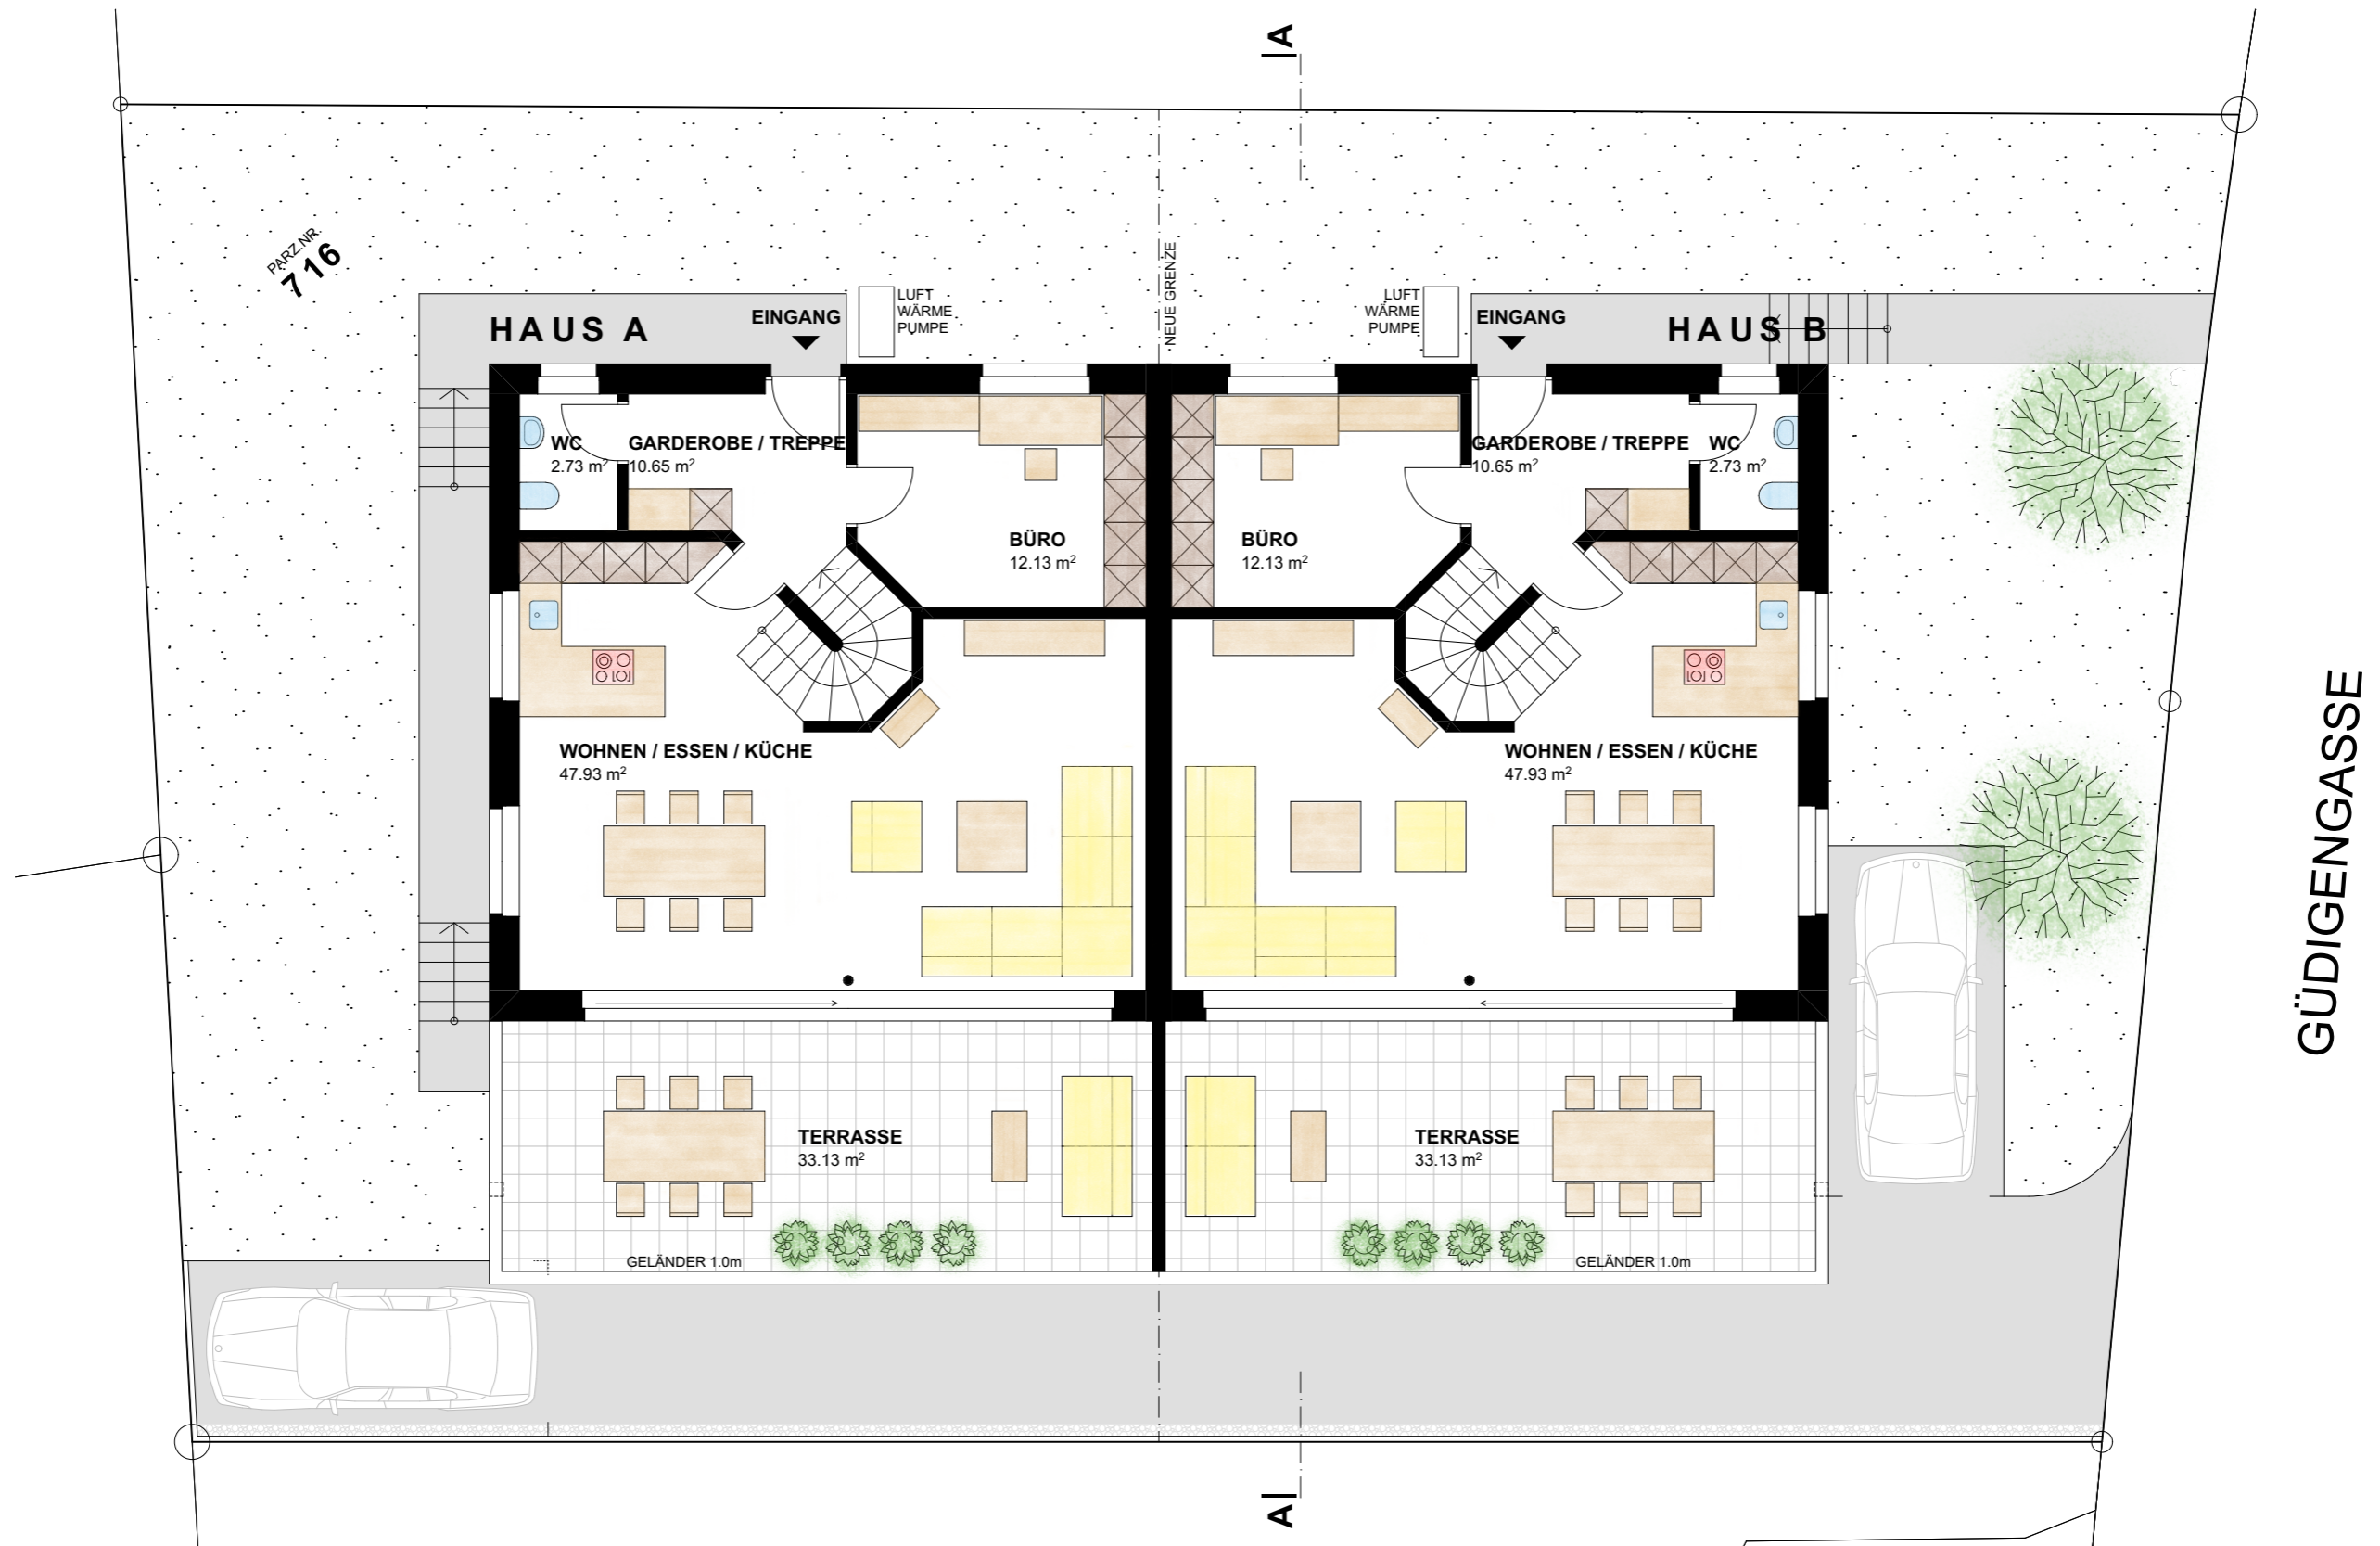 A
PARZ.NR.
716
NEUE GRENZE
HAUS A
EINGANG
LUFT
WÄRME
PUMPE
LUFT
WÄRME
PUMPE
EINGANG
HAUS B
WC
2.73 m²
GARDEROBE / TREPPE
10.65 m²
BÜRO
12.13 m²
BÜRO
12.13 m²
GARDEROBE / TREPPE
10.65 m²
WC
2.73 m²
WOHNEN / ESSEN / KÜCHE
47.93 m²
WOHNEN / ESSEN / KÜCHE
47.93 m²
GÜDIGENGASSE
TERRASSE
33.13 m²
TERRASSE
33.13 m²
GELÄNDER 1.0m
GELÄNDER 1.0m
A